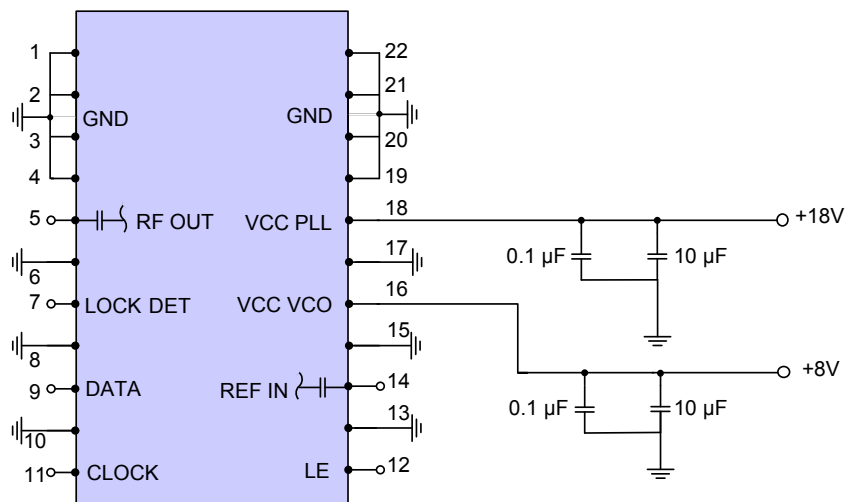 1
22
2
21
GND
GND
3
20
4
19
5
RF OUT
VCC PLL
18
+18V
6
17
0.1 µF
10 µF
7
LOCK DET
VCC VCO
16
8
15
+8V
9
DATA
REF IN
14
0.1 µF
10 µF
10
13
11
CLOCK
LE
12